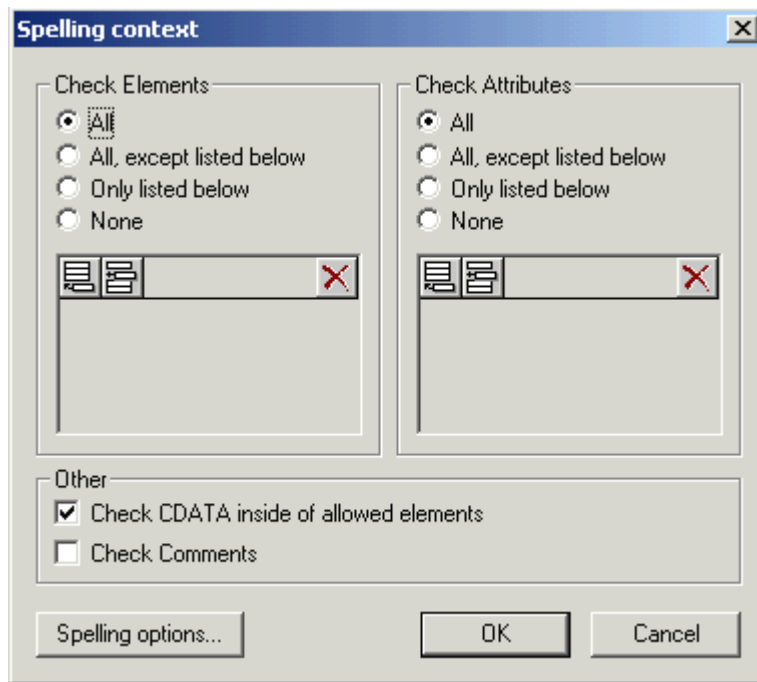 Spelling context
Check Elements
All
All, except listed below
Only listed below
None
Check Attributes
All
All, except listed below
Only listed below
None
Other
Check CDATA inside of allowed elements
Check Comments
Spelling options...
OK
Cancel